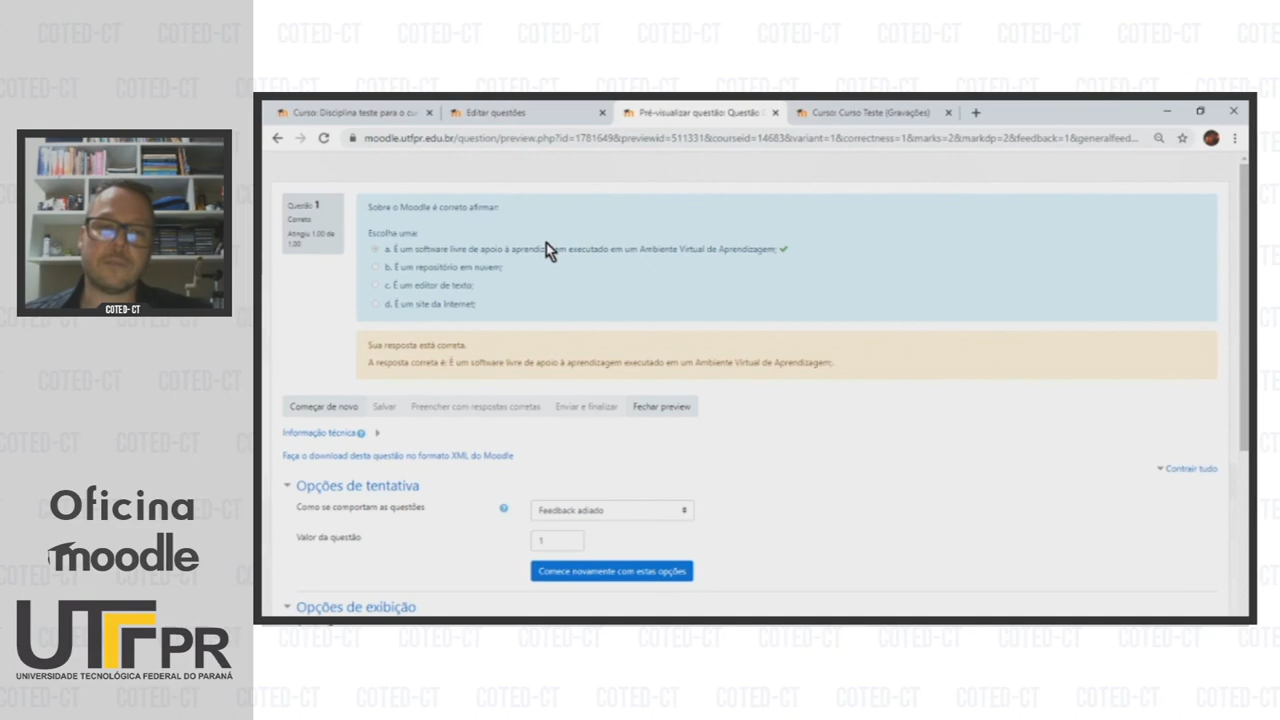 COTED-CT
Oficina
moodle
UTFPR
UNIVERSIDADE TECNOLÓGICA FEDERAL DO PARANÁ
Curso: Disciplina teste para o cu
Editar questões
Pré-visualizar questão: Questão
Curso: Curso Teste (Gravações)
moodle.utfpr.edu.br/question/preview.php?id=1781649&previewid=511331&courseid=14683&variant=1&correctness=1&marks=2&markdp=2&feedback=1&generalfeed...
Questão 1
Correto
Atingiu 1,00 de
1,00
Sobre o Moodle é correto afirmar:
Escolha uma:
a. É um software livre de apoio à aprendizagem executado em um Ambiente Virtual de Aprendizagem;
b. É um repositório em nuvem;
c. É um editor de texto;
d. É um site da Internet;
Sua resposta está correta.
A resposta correta é: É um software livre de apoio à aprendizagem executado em um Ambiente Virtual de Aprendizagem;.
Começar de novo Salvar Preencher com respostas corretas Enviar e finalizar Fechar preview
Informação técnica
Faça o download desta questão no formato XML do Moodle
Contrair tudo
Opções de tentativa
Como se comportam as questões
Feedback adiado
Valor da questão
1
Comece novamente com estas opções
Opções de exibição